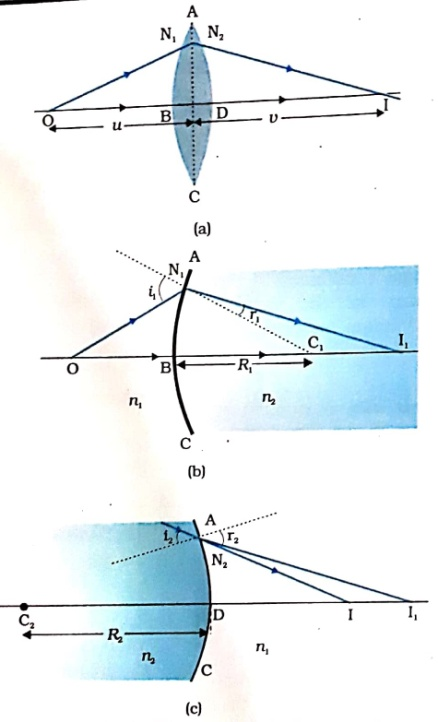 A
N₁ N₂
O u B D v I
C
(a)
A
N₁
i₁
r₁
C₁ I₁
O B R₁
n₁ n₂
C
(b)
A
i₂ r₂
N₂
C₂ D I I₁
R₂
n₂ n₁
C
(c)